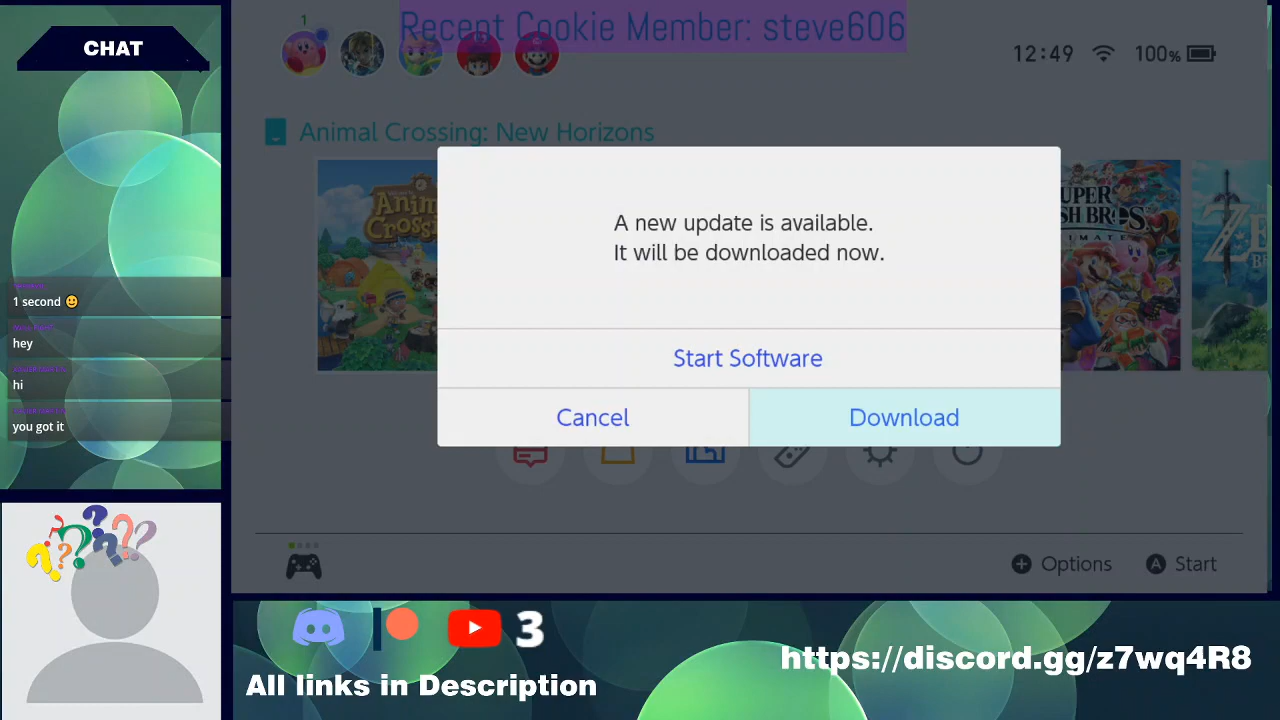 Recent Cookie Member: steve606
CHAT
1
12:49
100%
Animal Crossing: New Horizons
A new update is available.
It will be downloaded now.
Start Software
Cancel
Download
1 second
hey
hi
you got it
Options
A
Start
3
https://discord.gg/z7wq4R8
All links in Description